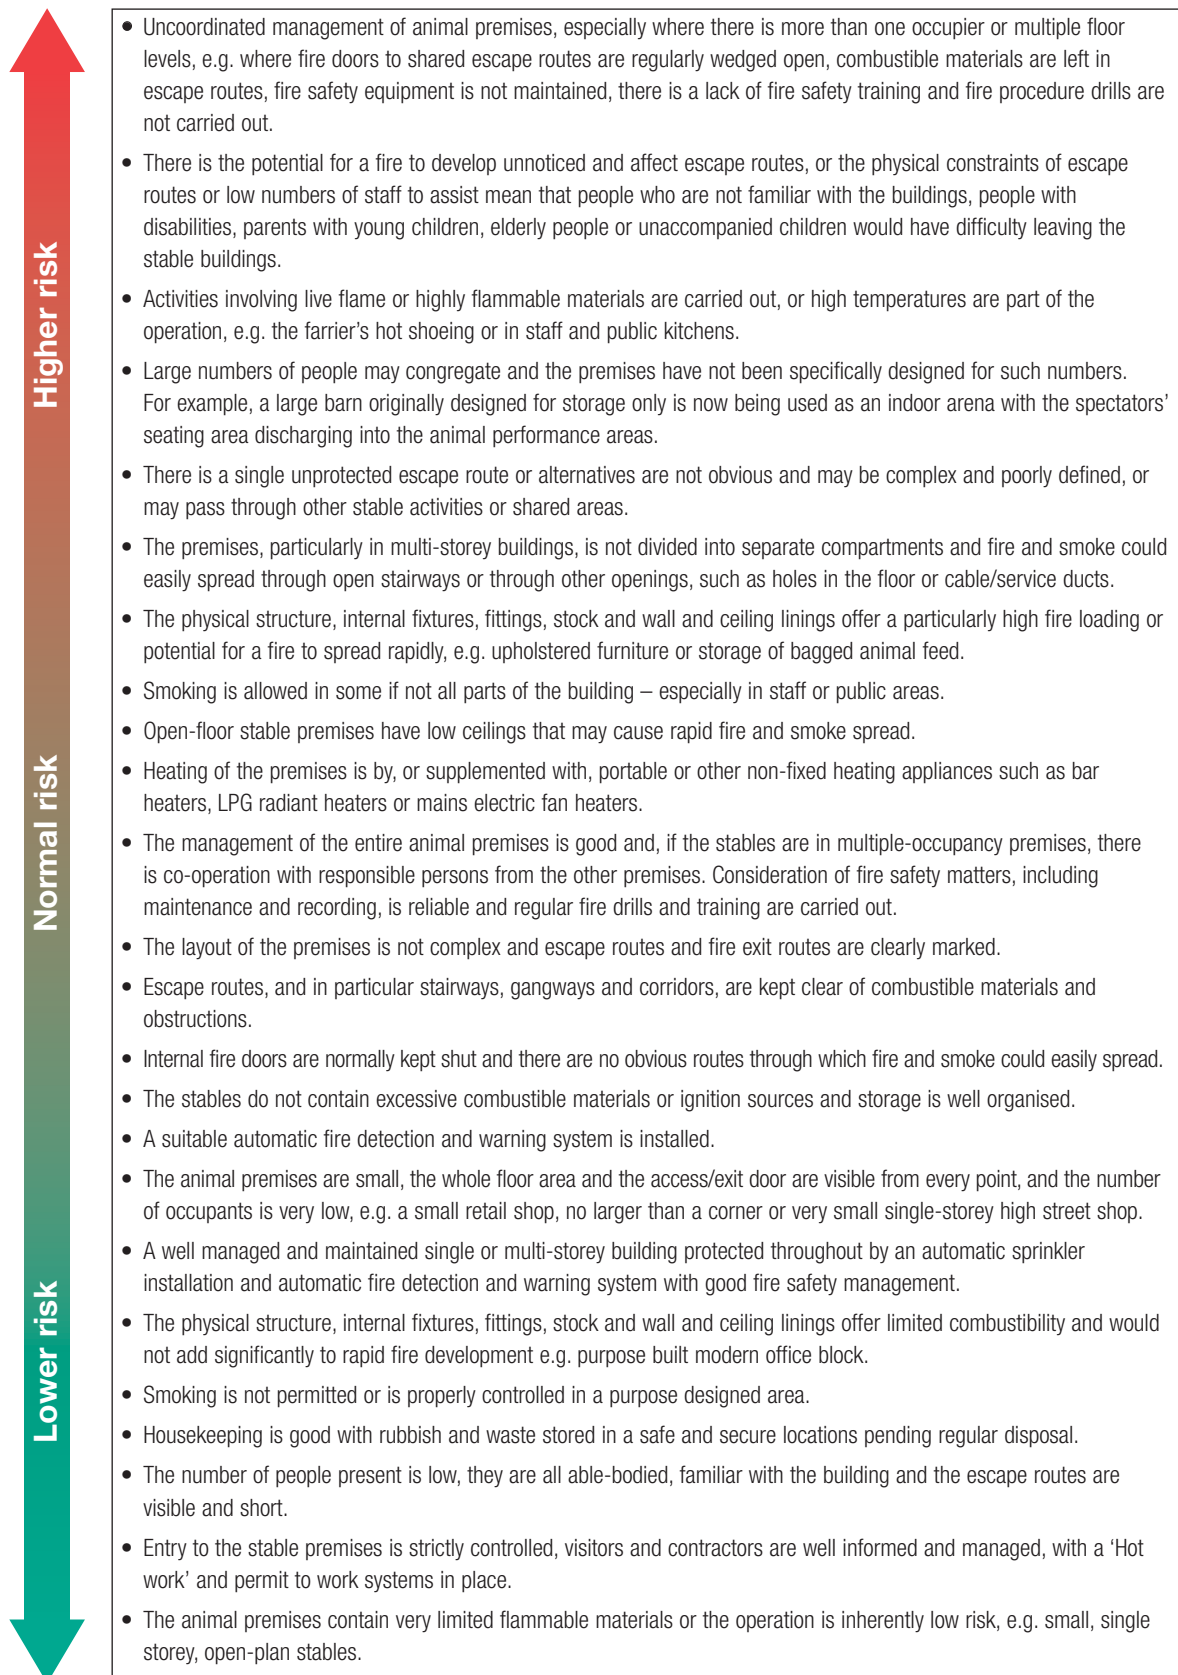 • Uncoordinated management of animal premises, especially where there is more than one occupier or multiple floor
levels, e.g. where fire doors to shared escape routes are regularly wedged open, combustible materials are left in
escape routes, fire safety equipment is not maintained, there is a lack of fire safety training and fire procedure drills are
not carried out.
• There is the potential for a fire to develop unnoticed and affect escape routes, or the physical constraints of escape
routes or low numbers of staff to assist mean that people who are not familiar with the buildings, people with
disabilities, parents with young children, elderly people or unaccompanied children would have difficulty leaving the
stable buildings.
Higher risk
• Activities involving live flame or highly flammable materials are carried out, or high temperatures are part of the
operation, e.g. the farrier's hot shoeing or in staff and public kitchens.
• Large numbers of people may congregate and the premises have not been specifically designed for such numbers.
For example, a large barn originally designed for storage only is now being used as an indoor arena with the spectators'
seating area discharging into the animal performance areas.
• There is a single unprotected escape route or alternatives are not obvious and may be complex and poorly defined, or
may pass through other stable activities or shared areas.
• The premises, particularly in multi-storey buildings, is not divided into separate compartments and fire and smoke could
easily spread through open stairways or through other openings, such as holes in the floor or cable/service ducts.
• The physical structure, internal fixtures, fittings, stock and wall and ceiling linings offer a particularly high fire loading or
potential for a fire to spread rapidly, e.g. upholstered furniture or storage of bagged animal feed.
• Smoking is allowed in some if not all parts of the building – especially in staff or public areas.
• Open-floor stable premises have low ceilings that may cause rapid fire and smoke spread.
• Heating of the premises is by, or supplemented with, portable or other non-fixed heating appliances such as bar
heaters, LPG radiant heaters or mains electric fan heaters.
Normal risk
• The management of the entire animal premises is good and, if the stables are in multiple-occupancy premises, there
is co-operation with responsible persons from the other premises. Consideration of fire safety matters, including
maintenance and recording, is reliable and regular fire drills and training are carried out.
• The layout of the premises is not complex and escape routes and fire exit routes are clearly marked.
• Escape routes, and in particular stairways, gangways and corridors, are kept clear of combustible materials and
obstructions.
• Internal fire doors are normally kept shut and there are no obvious routes through which fire and smoke could easily spread.
• The stables do not contain excessive combustible materials or ignition sources and storage is well organised.
• A suitable automatic fire detection and warning system is installed.
• The animal premises are small, the whole floor area and the access/exit door are visible from every point, and the number
of occupants is very low, e.g. a small retail shop, no larger than a corner or very small single-storey high street shop.
• A well managed and maintained single or multi-storey building protected throughout by an automatic sprinkler
installation and automatic fire detection and warning system with good fire safety management.
Lower risk
• The physical structure, internal fixtures, fittings, stock and wall and ceiling linings offer limited combustibility and would
not add significantly to rapid fire development e.g. purpose built modern office block.
• Smoking is not permitted or is properly controlled in a purpose designed area.
• Housekeeping is good with rubbish and waste stored in a safe and secure locations pending regular disposal.
• The number of people present is low, they are all able-bodied, familiar with the building and the escape routes are
visible and short.
• Entry to the stable premises is strictly controlled, visitors and contractors are well informed and managed, with a 'Hot
work' and permit to work systems in place.
• The animal premises contain very limited flammable materials or the operation is inherently low risk, e.g. small, single
storey, open-plan stables.